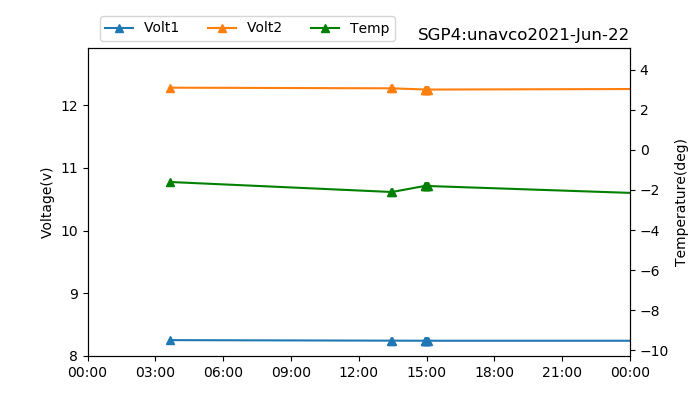 Volt1 Volt2 Temp
SGP4:unavco2021-Jun-22
Voltage(v)
12
11
10
9
8
4
2
0
−2
−4
−6
−8
−10
Temperature(deg)
00:00 03:00 06:00 09:00 12:00 15:00 18:00 21:00 00:00